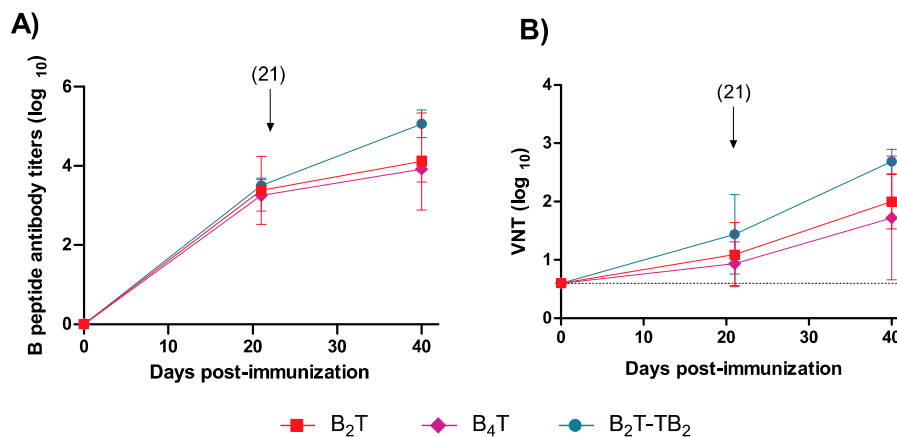 A)
B)
(21)
(21)
B peptide antibody titers (log 10)
6
4
2
0
0 10 20 30 40
Days post-immunization
VNT (log 10)
4
3
2
1
0
0 10 20 30 40
Days post-immunization
B2T B4T B2T-TB2